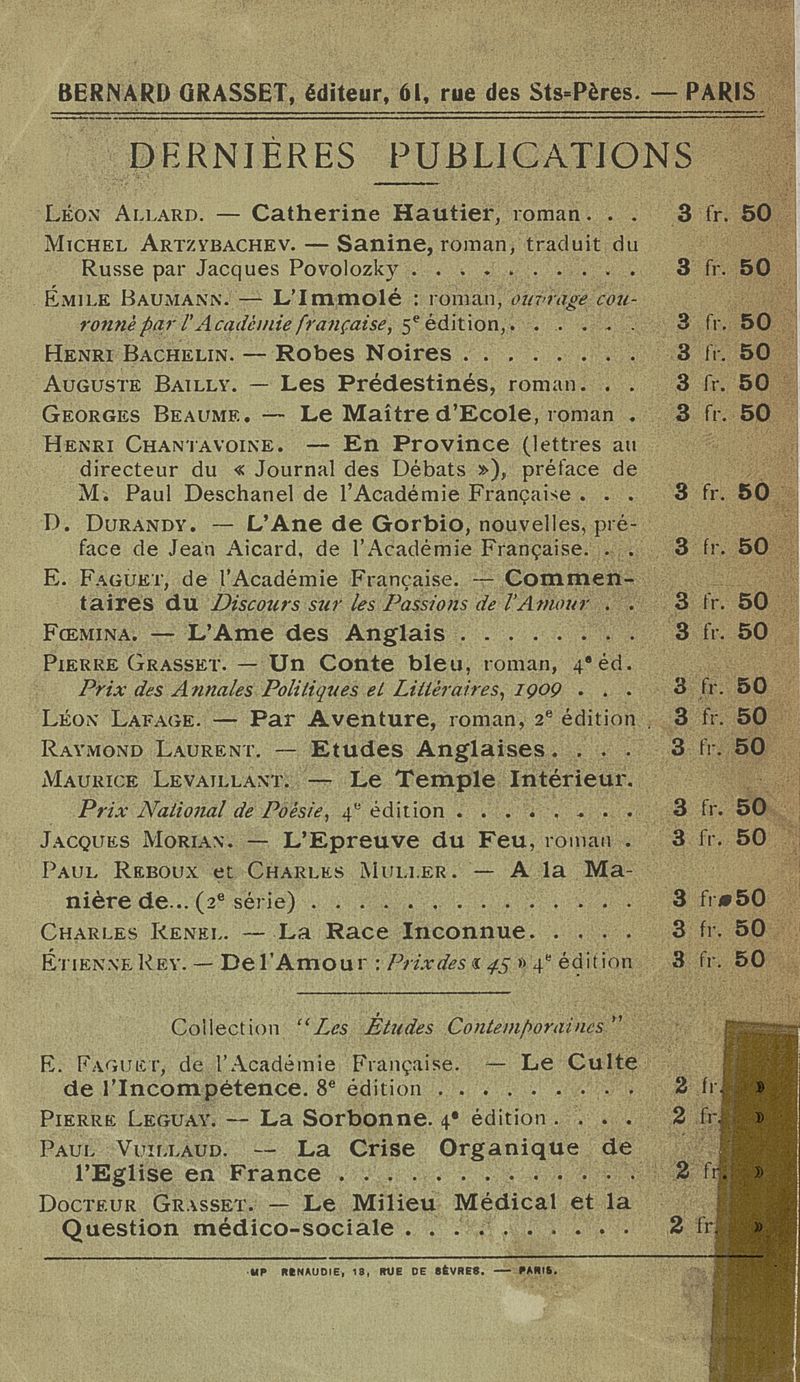 BERNARD GRASSET, éditeur, 61, rue des Sts-Pères. — PARIS
DERNIÈRES PUBLICATIONS
LÉON ALLARD. — Catherine Hautier, roman. . . 3 fr. 50
MICHEL ARTZYBACHEV. — Sanine, roman, traduit du
Russe par Jacques Povolozky . . . . . . . . . . 3 fr. 50
ÉMILE BAUMANN. — L'Immolé : roman, ouvrage cou-
ronné par l'Académie française, 5e édition, . . . . . . 3 fr. 50
HENRI BACHELIN. — Robes Noires . . . . . . . . 3 fr. 50
AUGUSTE BAILLY. — Les Prédestinés, roman. . . 3 fr. 50
GEORGES BEAUME. — Le Maître d'Ecole, roman . 3 fr. 50
HENRI CHANTAVOINE. — En Province (lettres au
directeur du « Journal des Débats »), préface de
M. Paul Deschanel de l'Académie Française . . . 3 fr. 50
D. DURANDY. — L'Ane de Gorbio, nouvelles, pré-
face de Jean Aicard, de l'Académie Française. . . 3 fr. 50
E. FAGUET, de l'Académie Française. — Commen-
taires du Discours sur les Passions de l'Amour . . 3 fr. 50
FŒMINA. — L'Ame des Anglais . . . . . . . . 3 fr. 50
PIERRE GRASSET. — Un Conte bleu, roman, 4e éd.
Prix des Annales Politiques et Littéraires, 1909 . . . 3 fr. 50
LÉON LAFAGE. — Par Aventure, roman, 2e édition . 3 fr. 50
RAYMOND LAURENT. — Etudes Anglaises. . . . 3 fr. 50
MAURICE LEVAILLANT. — Le Temple Intérieur.
Prix National de Poésie, 4e édition . . . . . . . . 3 fr. 50
JACQUES MORIAN. — L'Epreuve du Feu, roman . 3 fr. 50
PAUL REBOUX et CHARLES MULLER. — A la Ma-
nière de... (2e série) . . . . . . . . . . . . . . 3 fr. 50
CHARLES RENEL. — La Race Inconnue. . . . . 3 fr. 50
ÉTIENNE REY. — De l'Amour : Prix des « 45 » 4e édition 3 fr. 50
Collection "Les Études Contemporaines"
E. FAGUET, de l'Académie Française. — Le Culte
de l'Incompétence. 8e édition . . . . . . . . . 2 fr. »
PIERRE LEGUAY. — La Sorbonne. 4e édition . . . . 2 fr. »
PAUL VUILLAUD. — La Crise Organique de
l'Eglise en France . . . . . . . . . . . . . 2 fr. »
DOCTEUR GRASSET. — Le Milieu Médical et la
Question médico-sociale . . . . . . . . . . 2 fr. »
IMP RENAUDIE, 13, RUE DE SÈVRES. — PARIS.